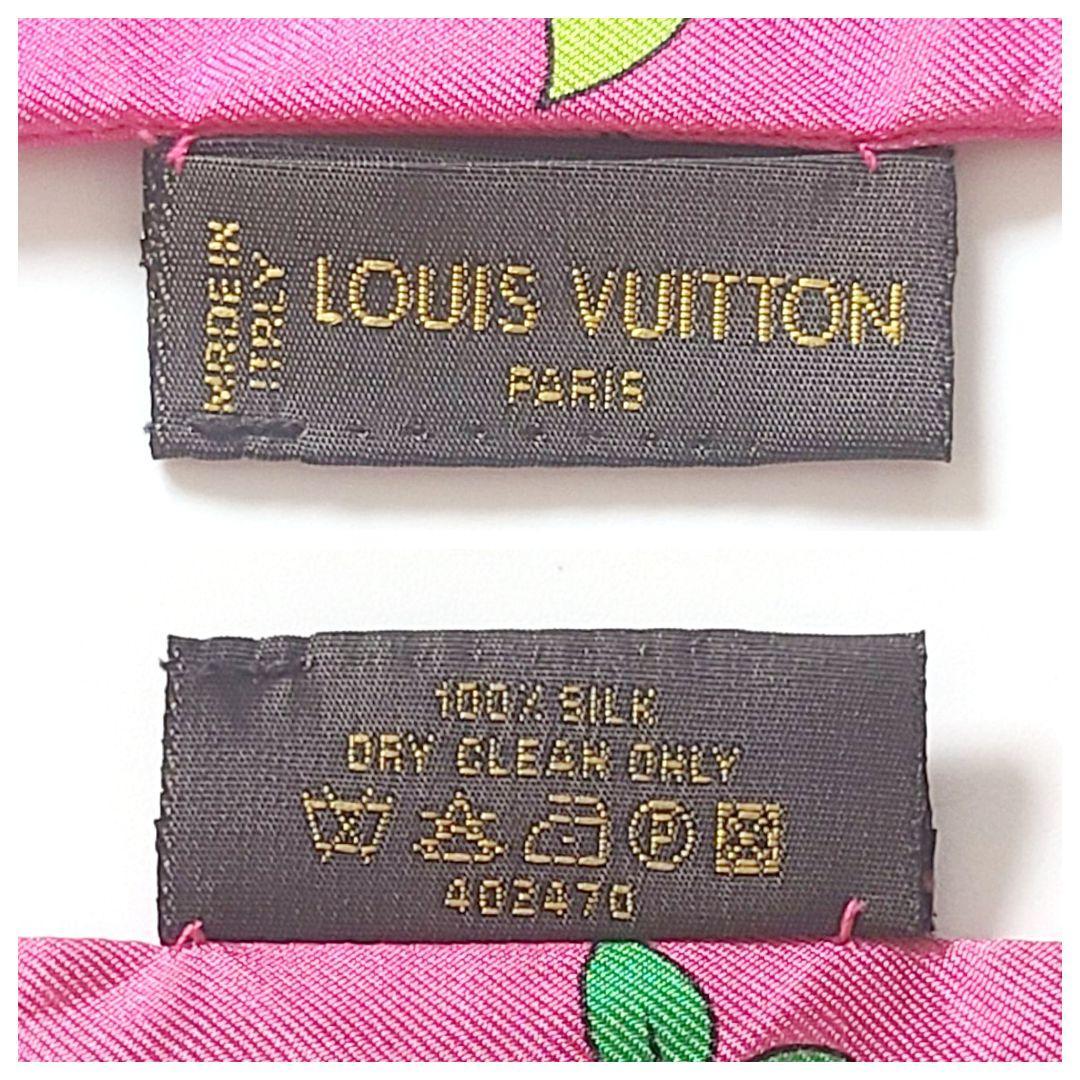 MADE IN
ITALY
LOUIS VUITTON
PARIS
100% SILK
DRY CLEAN ONLY
P
403470